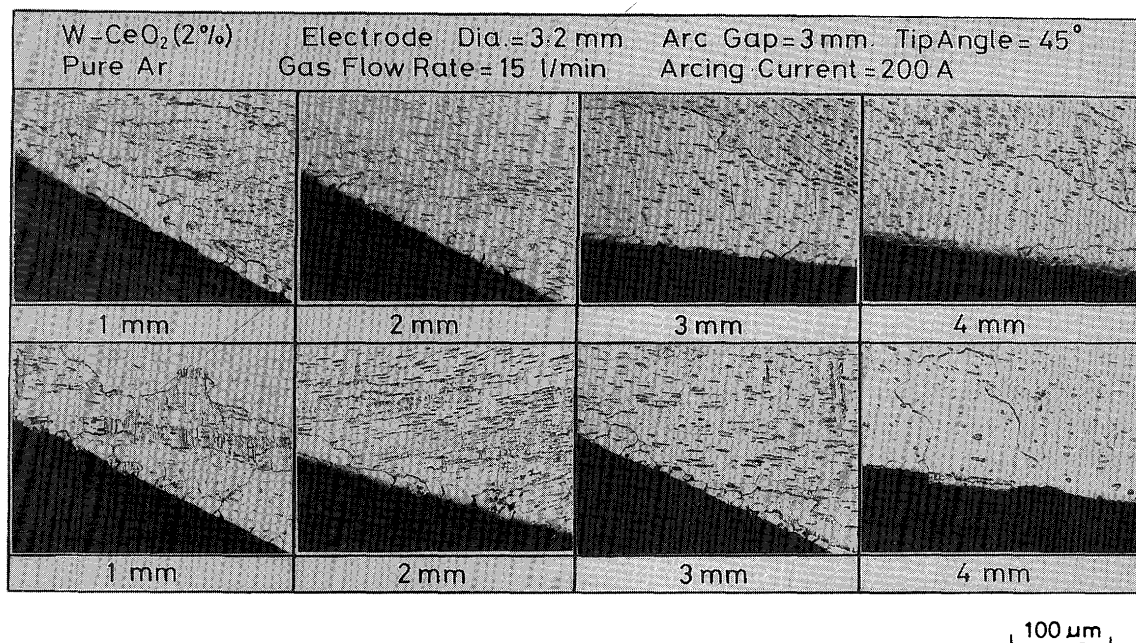 W-CeO₂(2%) Electrode Dia.=3.2 mm Arc Gap=3 mm. Tip Angle=45°
Pure Ar Gas Flow Rate=15 l/min Arcing Current=200 A
1 mm 2 mm 3 mm 4 mm
1 mm 2 mm 3 mm 4 mm
100 µm